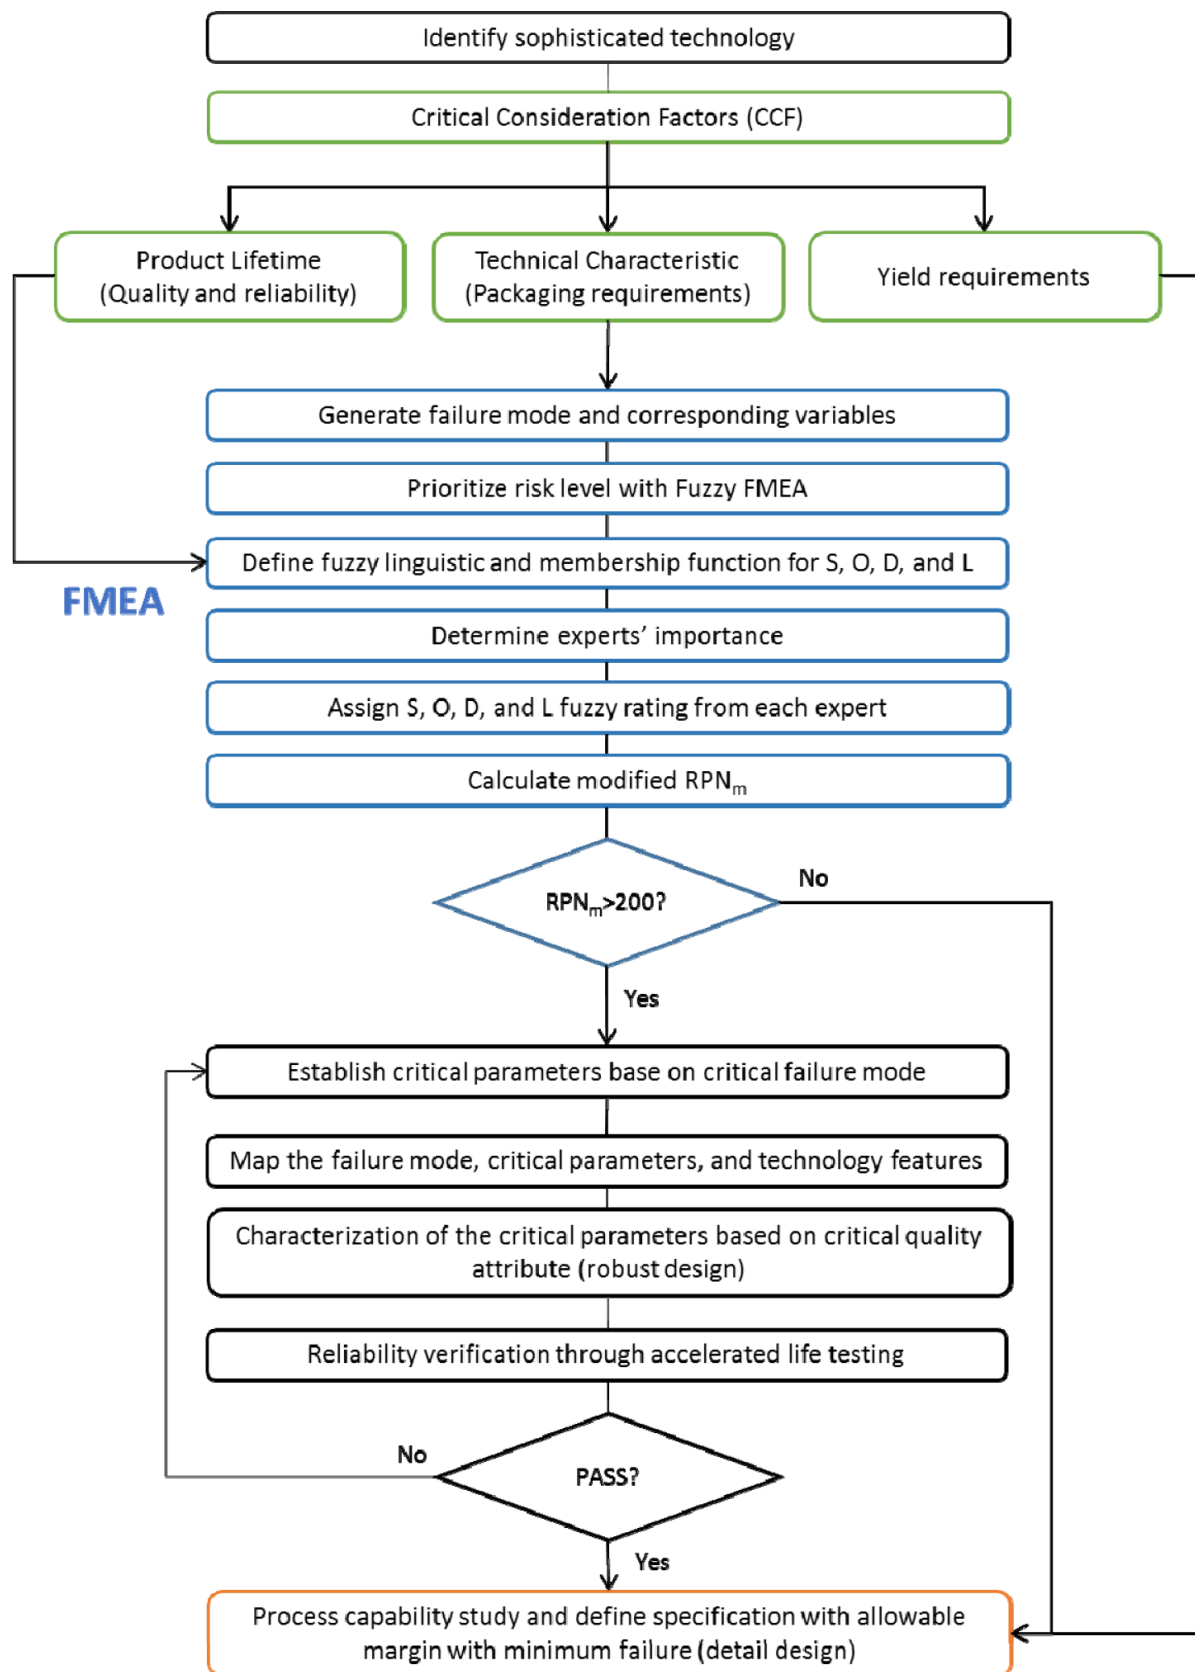 Identify sophisticated technology
Critical Consideration Factors (CCF)
Product Lifetime
(Quality and reliability)
Technical Characteristic
(Packaging requirements)
Yield requirements
Generate failure mode and corresponding variables
Prioritize risk level with Fuzzy FMEA
Define fuzzy linguistic and membership function for S, O, D, and L
FMEA
Determine experts’ importance
Assign S, O, D, and L fuzzy rating from each expert
Calculate modified RPNm
RPNm>200?
No
Yes
Establish critical parameters base on critical failure mode
Map the failure mode, critical parameters, and technology features
Characterization of the critical parameters based on critical quality
attribute (robust design)
Reliability verification through accelerated life testing
No
PASS?
Yes
Process capability study and define specification with allowable
margin with minimum failure (detail design)